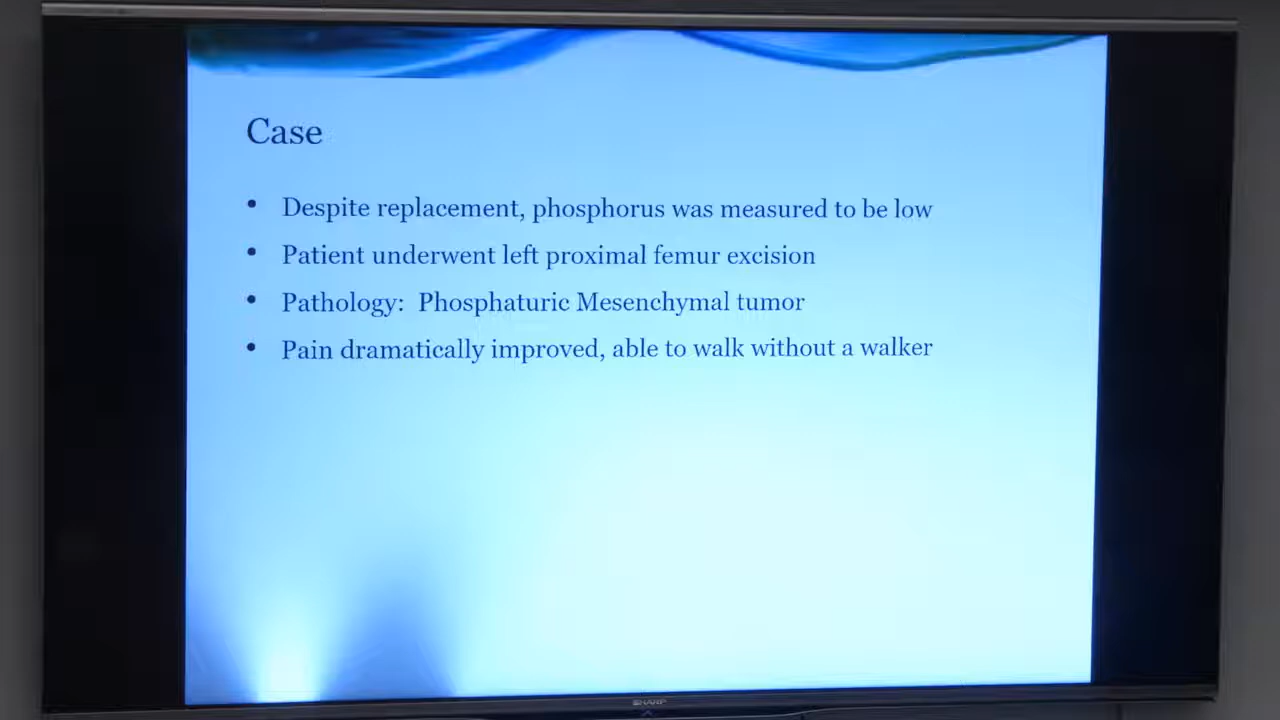 Case
• Despite replacement, phosphorus was measured to be low
• Patient underwent left proximal femur excision
• Pathology: Phosphaturic Mesenchymal tumor
• Pain dramatically improved, able to walk without a walker
SHARP